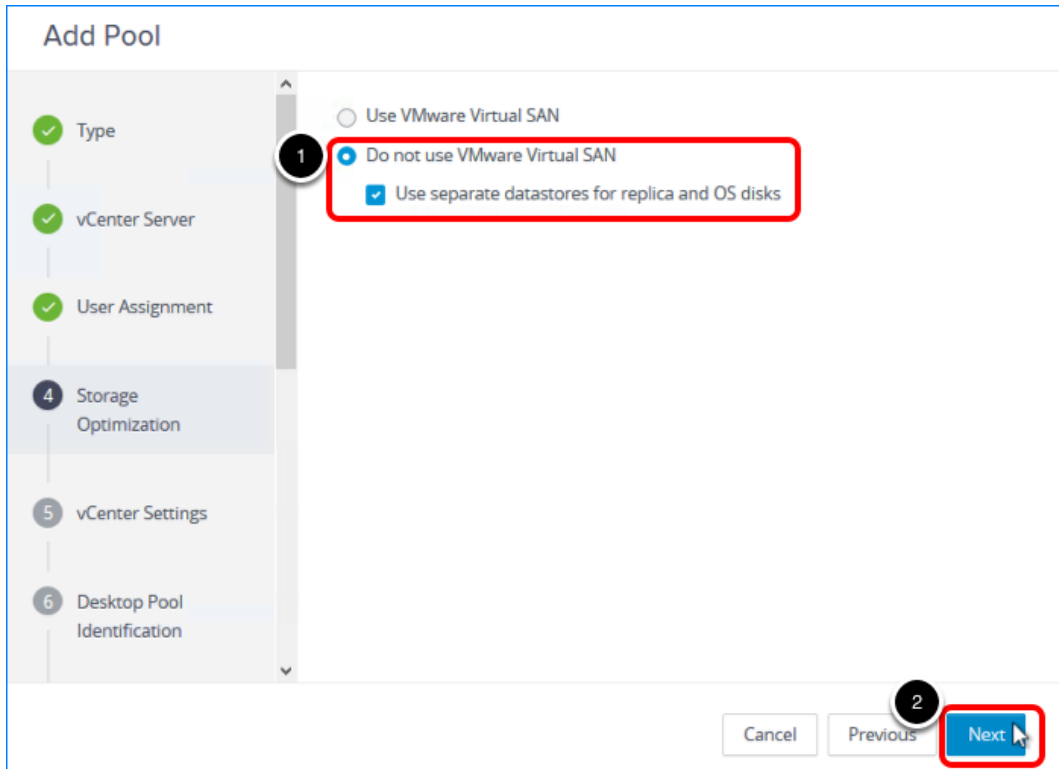 Add Pool
Type
vCenter Server
User Assignment
4
Storage
Optimization
5
vCenter Settings
6
Desktop Pool
Identification
Use VMware Virtual SAN
1
Do not use VMware Virtual SAN
Use separate datastores for replica and OS disks
2
Cancel
Previous
Next